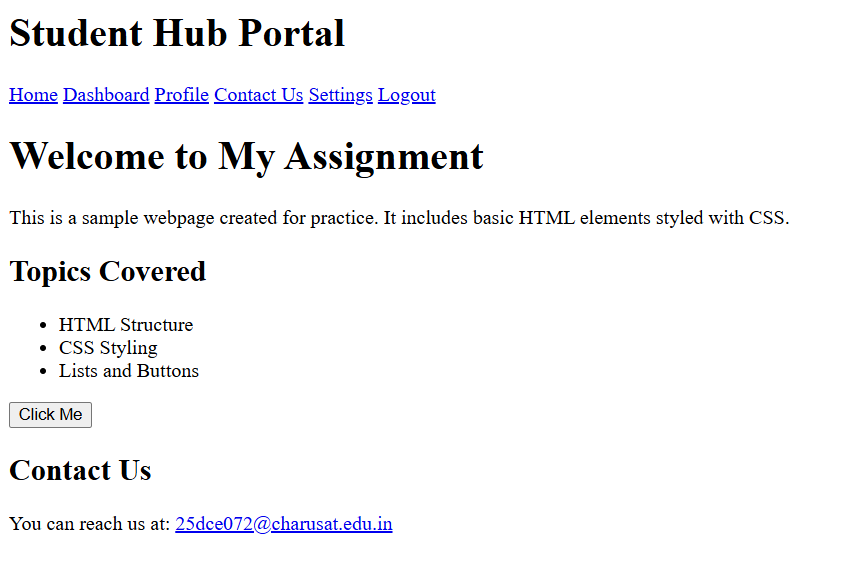 Student Hub Portal
Home Dashboard Profile Contact Us Settings Logout
Welcome to My Assignment
This is a sample webpage created for practice. It includes basic HTML elements styled with CSS.
Topics Covered
• HTML Structure
• CSS Styling
• Lists and Buttons
Click Me
Contact Us
You can reach us at: 25dce072@charusat.edu.in